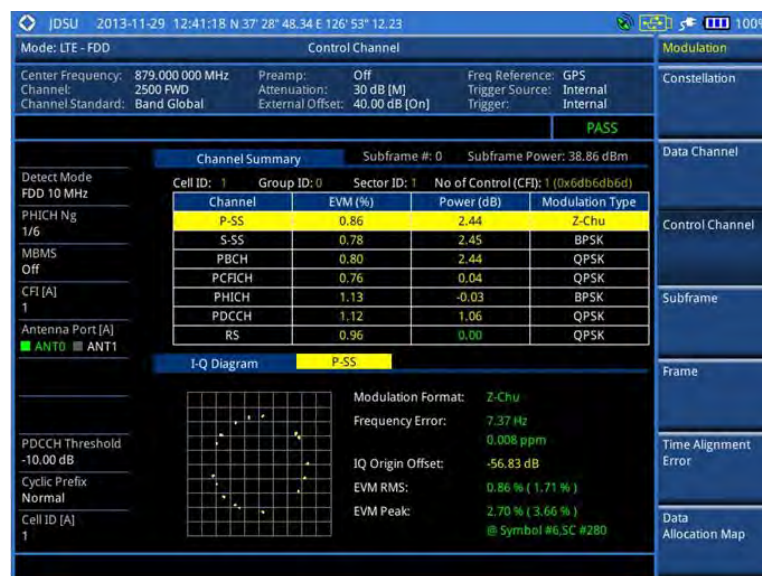 JDSU 2013-11-29 12:41:18 N 37' 28" 48.34 E 126' 53" 12.23 100%
Mode: LTE - FDD Control Channel Modulation
Center Frequency: 879.000 000 MHz Preamp: Off Freq Reference: GPS
Channel: 2500 FWD Attenuation: 30 dB [M] Trigger Source: Internal
Channel Standard: Band Global External Offset: 40.00 dB [On] Trigger: Internal
Constellation
PASS
Channel Summary Subframe #: 0 Subframe Power: 38.86 dBm
Data Channel
Detect Mode
FDD 10 MHz
Cell ID: 1 Group ID: 0 Sector ID: 1 No of Control (CFI): 1 (0x6db6db6d)
Channel EVM (%) Power (dB) Modulation Type
P-SS 0.86 2.44 Z-Chu
S-SS 0.78 2.45 BPSK
PBCH 0.80 2.44 QPSK
PCFICH 0.76 0.04 QPSK
PHICH 1.13 -0.03 BPSK
PDCCH 1.12 1.06 QPSK
RS 0.96 0.00 QPSK
PHICH Ng
1/6
MBMS
Off
CFI [A]
1
Antenna Port [A]
ANT0 ANT1
Control Channel
Subframe
I-Q Diagram P-SS
Frame
Modulation Format: Z-Chu
Frequency Error: 7.37 Hz
0.008 ppm
IQ Origin Offset: -56.83 dB
EVM RMS: 0.86 % ( 1.71 % )
EVM Peak: 2.70 % ( 3.66 % )
@ Symbol #6,SC #280
PDCCH Threshold
-10.00 dB
Cyclic Prefix
Normal
Cell ID [A]
1
Time Alignment
Error
Data
Allocation Map